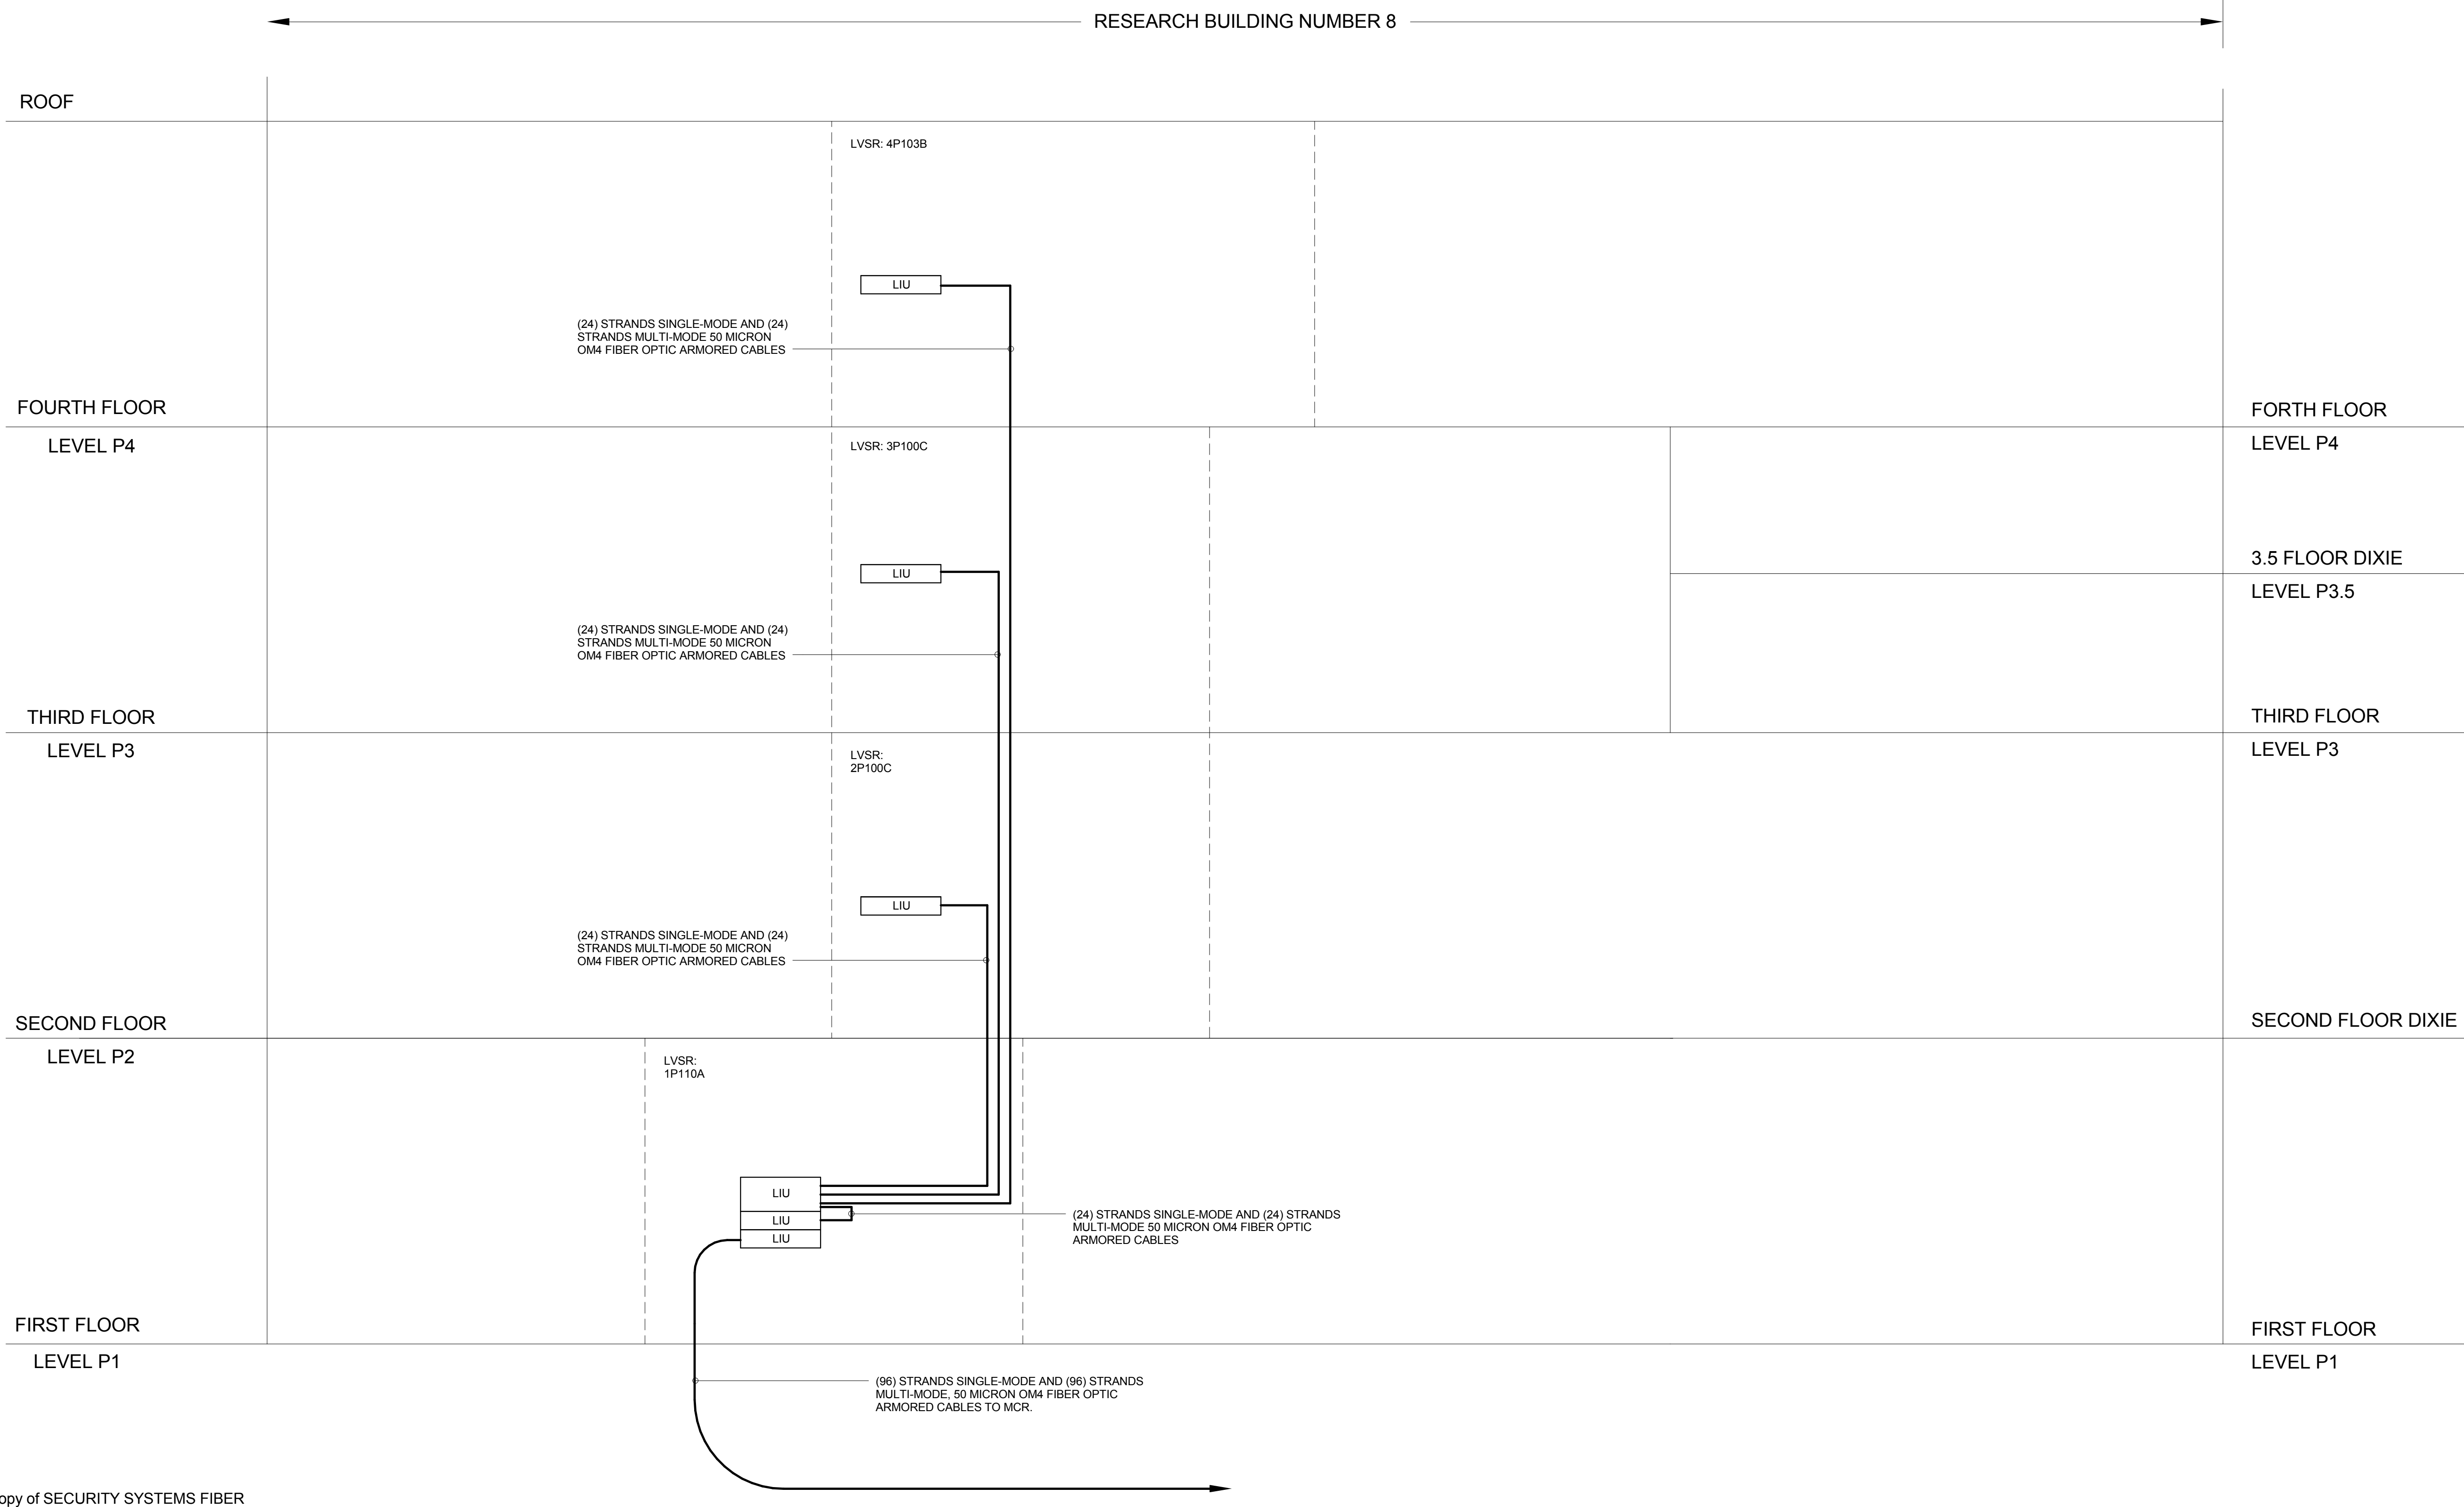 RESEARCH BUILDING NUMBER 8
ROOF
LVSR: 4P103B
LIU
(24) STRANDS SINGLE-MODE AND (24)
STRANDS MULTI-MODE 50 MICRON
OM4 FIBER OPTIC ARMORED CABLES
FOURTH FLOOR
FORTH FLOOR
LEVEL P4
LVSR: 3P100C
LEVEL P4
3.5 FLOOR DIXIE
LIU
LEVEL P3.5
(24) STRANDS SINGLE-MODE AND (24)
STRANDS MULTI-MODE 50 MICRON
OM4 FIBER OPTIC ARMORED CABLES
THIRD FLOOR
THIRD FLOOR
LEVEL P3
LVSR:
2P100C
LEVEL P3
LIU
(24) STRANDS SINGLE-MODE AND (24)
STRANDS MULTI-MODE 50 MICRON
OM4 FIBER OPTIC ARMORED CABLES
SECOND FLOOR
SECOND FLOOR DIXIE
LEVEL P2
LVSR:
1P110A
LIU
LIU
LIU
(24) STRANDS SINGLE-MODE AND (24) STRANDS
MULTI-MODE 50 MICRON OM4 FIBER OPTIC
ARMORED CABLES
FIRST FLOOR
FIRST FLOOR
LEVEL P1
LEVEL P1
(96) STRANDS SINGLE-MODE AND (96) STRANDS
MULTI-MODE, 50 MICRON OM4 FIBER OPTIC
ARMORED CABLES TO MCR.
opy of SECURITY SYSTEMS FIBER